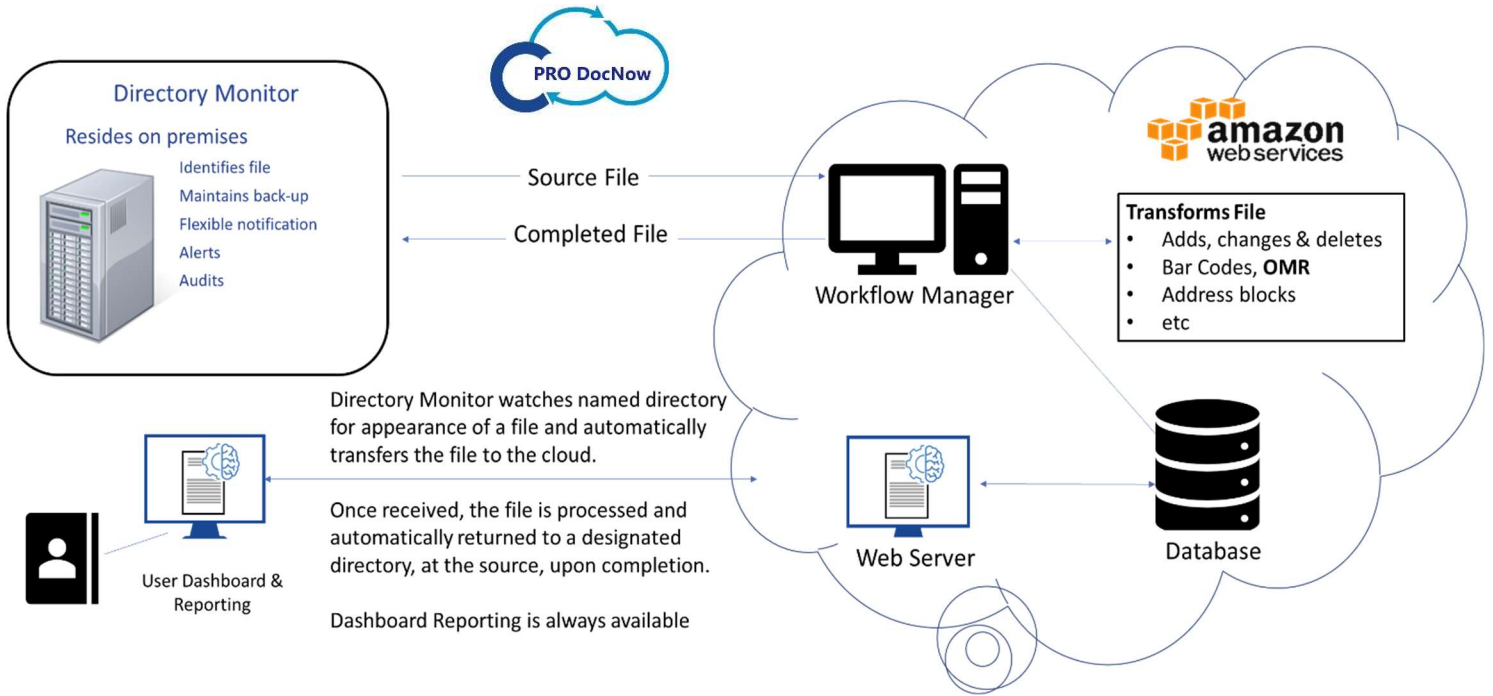 PRO DocNow
Directory Monitor
Resides on premises
Identifies file
Maintains back-up
Flexible notification
Alerts
Audits
Source File
Completed File
Workflow Manager
amazon
web services
Transforms File
• Adds, changes & deletes
• Bar Codes, OMR
• Address blocks
• etc
Directory Monitor watches named directory
for appearance of a file and automatically
transfers the file to the cloud.
Once received, the file is processed and
automatically returned to a designated
directory, at the source, upon completion.
Dashboard Reporting is always available
User Dashboard &
Reporting
Web Server
Database